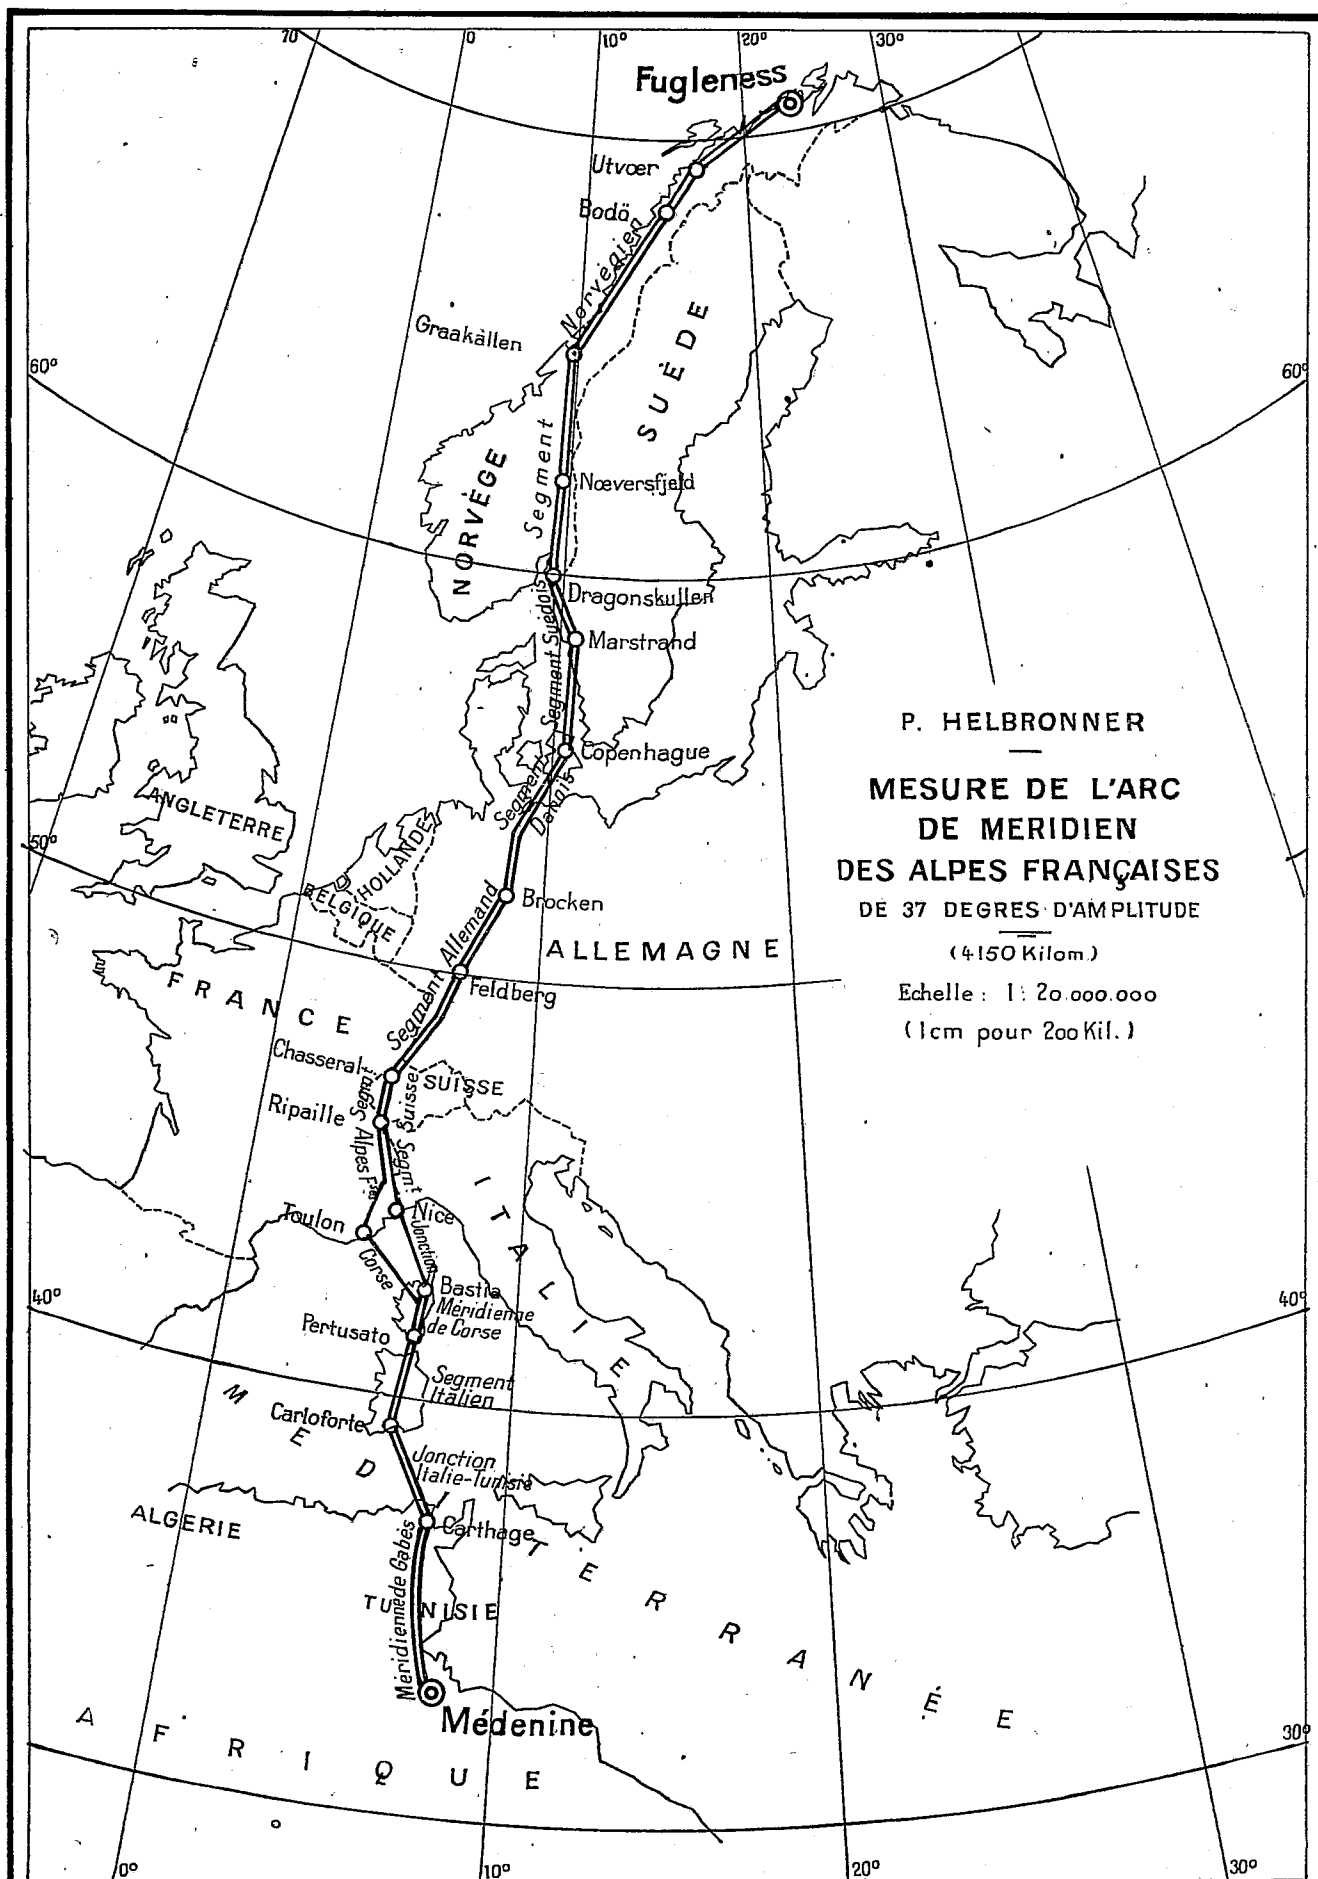 70
0
10°
20°
30°
Fugleness
Utvœr
Bodö
Norvégien
Graakällen
60°
60°
SUÈDE
Segment
NORVÈGE
Nœversfjeld
Dragonskullen
Segment Suédois
Marstrand
P. HELBRONNER
Copenhague
MESURE DE L'ARC
DE MERIDIEN
DES ALPES FRANÇAISES
DE 37 DEGRES D'AMPLITUDE
(4150 Kilom.)
Echelle : 1 : 20.000.000
(1cm pour 200 Kil.)
Segment
Danois
ANGLETERRE
50°
HOLLANDE
BELGIQUE
Brocken
ALLEMAGNE
Segment Allemand
Feldberg
FRANCE
Chasseral
SUISSE
Ripaille
Segmt Suisse
Segmt Alpes Fses
ITALIE
Toulon
Nice
Jonction
Corse
Bastia
40°
40°
Méridienne
de Corse
Pertusato
Segment
Italien
Carloforte
Jonction
Italie-Tunisie
ALGERIE
Carthage
MEDITERRANÉE
Méridienne de Gabès
TUNISIE
Médenine
AFRIQUE
30°
0°
10°
20°
30°